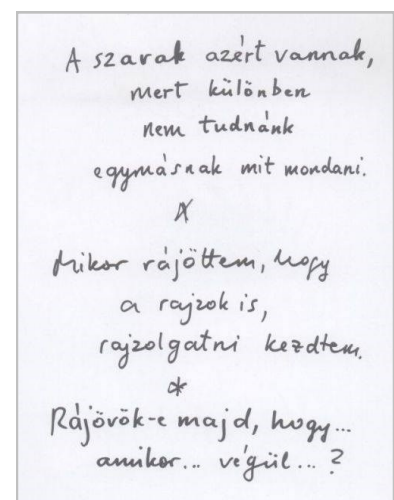 A szavak azért vannak,
mert különben
nem tudnánk
egymásnak mit mondani.
*
Mikor rájöttem, hogy
a rajzok is,
rajzolgatni kezdtem.
*
Rájövök-e majd, hogy...
amikor... végül...?